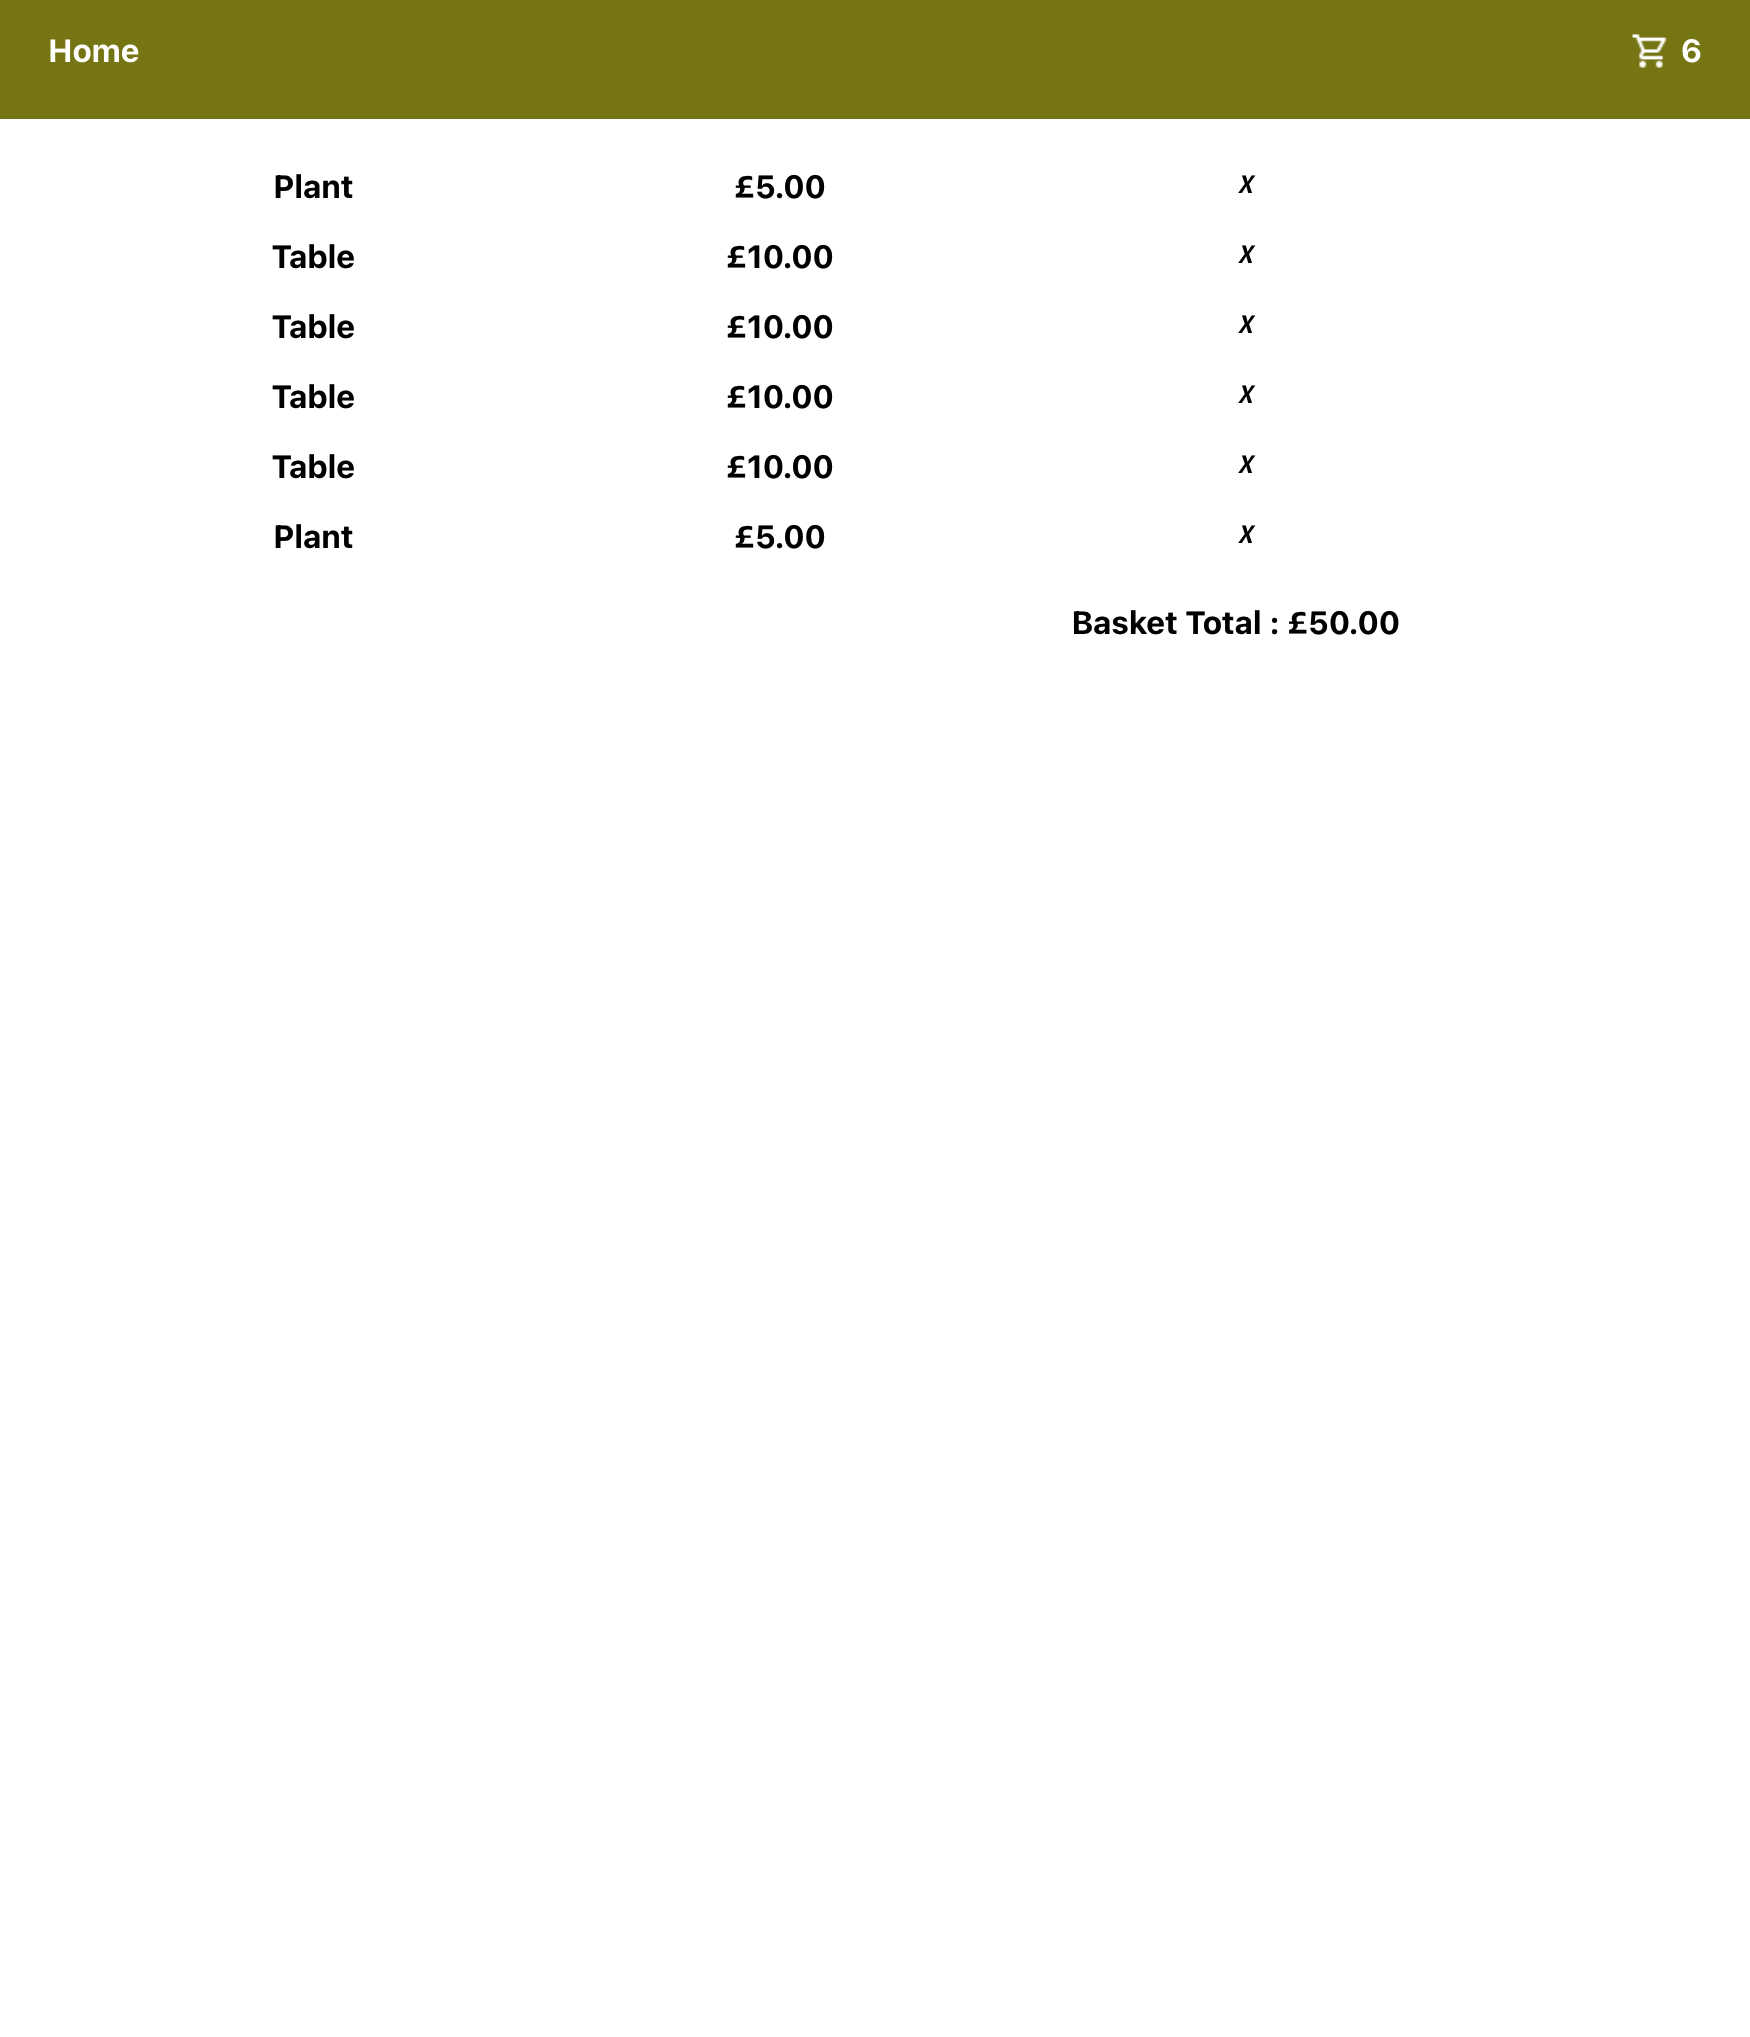 Home 6
Plant £5.00 X
Table £10.00 X
Table £10.00 X
Table £10.00 X
Table £10.00 X
Plant £5.00 X
Basket Total : £50.00